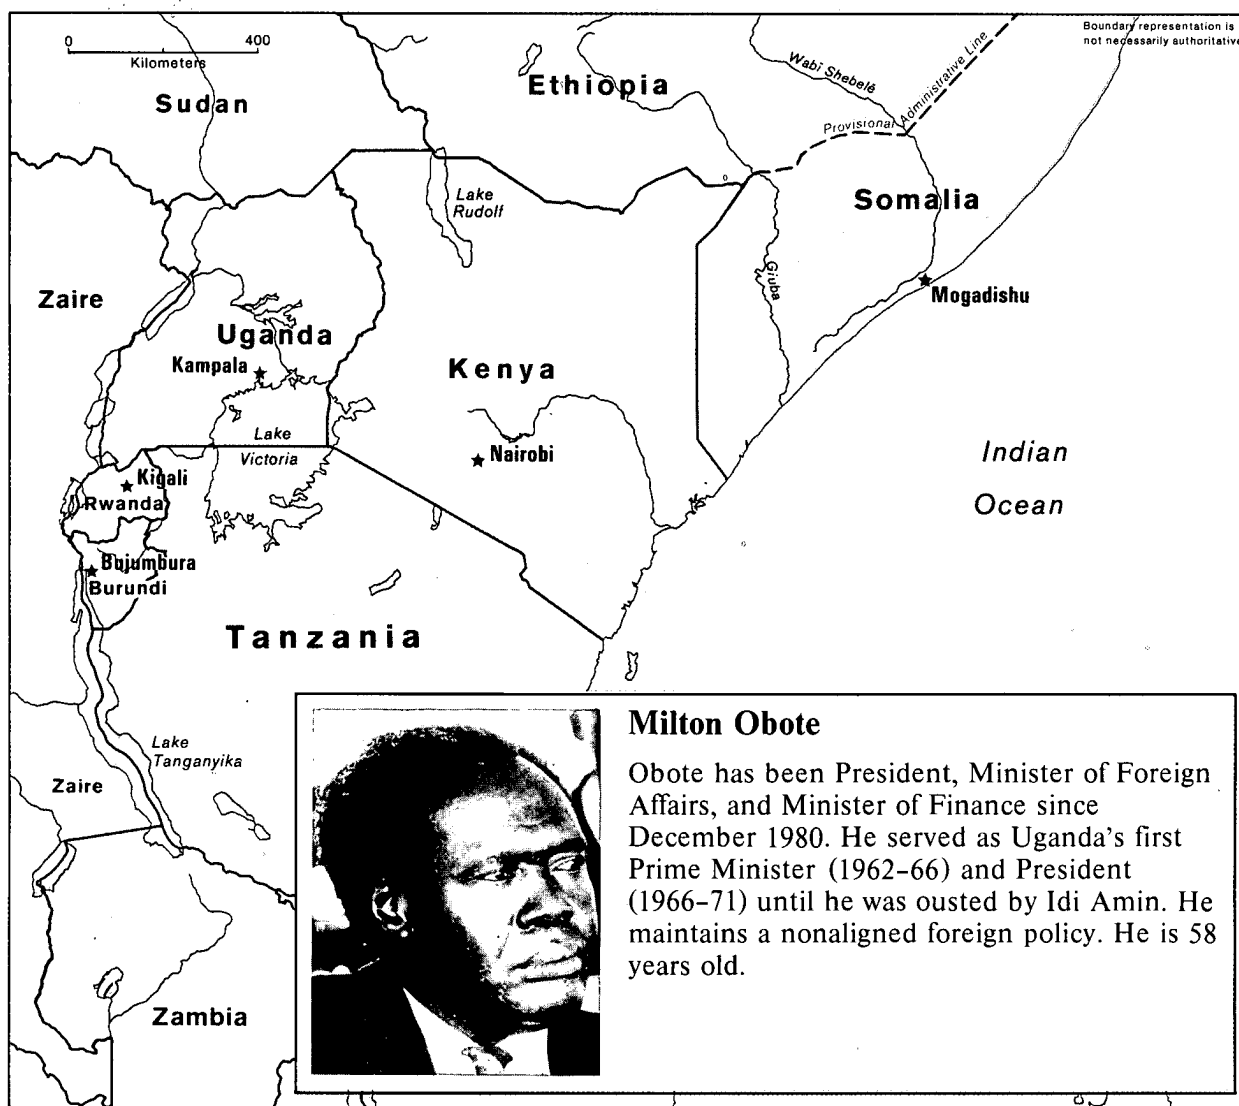 0 400
Kilometers
Boundary representation is
not necessarily authoritative
Sudan
Ethiopia
Wabī Shebelē
Provisional Administrative Line
Lake
Rudolf
Somalia
Zaire
Giuba
Mogadishu
Uganda
Kampala
Kenya
Lake
Victoria
Nairobi
Indian
Ocean
Kigali
Rwanda
Bujumbura
Burundi
Tanzania
Lake
Tanganyika
Zaire
Zambia
Milton Obote
Obote has been President, Minister of Foreign
Affairs, and Minister of Finance since
December 1980. He served as Uganda's first
Prime Minister (1962–66) and President
(1966–71) until he was ousted by Idi Amin. He
maintains a nonaligned foreign policy. He is 58
years old.